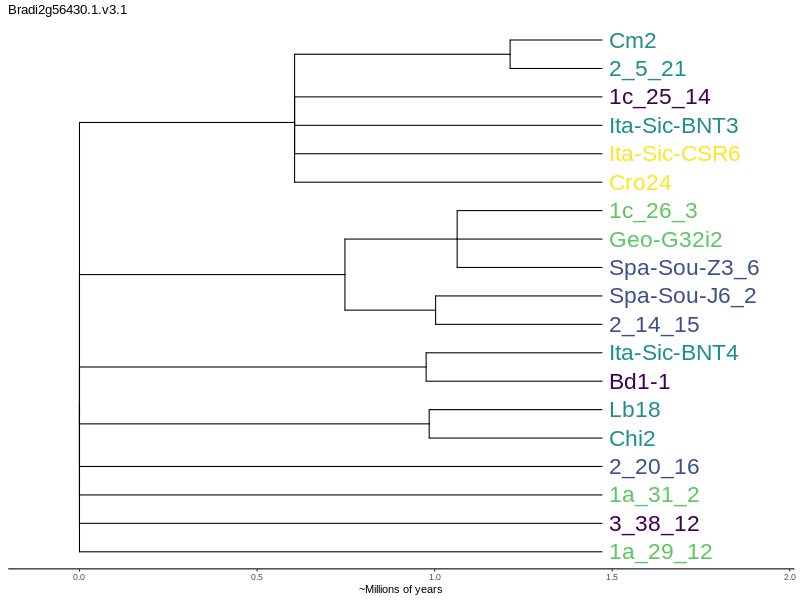 Bradi2g56430.1.v3.1
Cm2
2_5_21
1c_25_14
Ita-Sic-BNT3
Ita-Sic-CSR6
Cro24
1c_26_3
Geo-G32i2
Spa-Sou-Z3_6
Spa-Sou-J6_2
2_14_15
Ita-Sic-BNT4
Bd1-1
Lb18
Chi2
2_20_16
1a_31_2
3_38_12
1a_29_12
0.0 0.5 1.0 1.5 2.0
~Millions of years